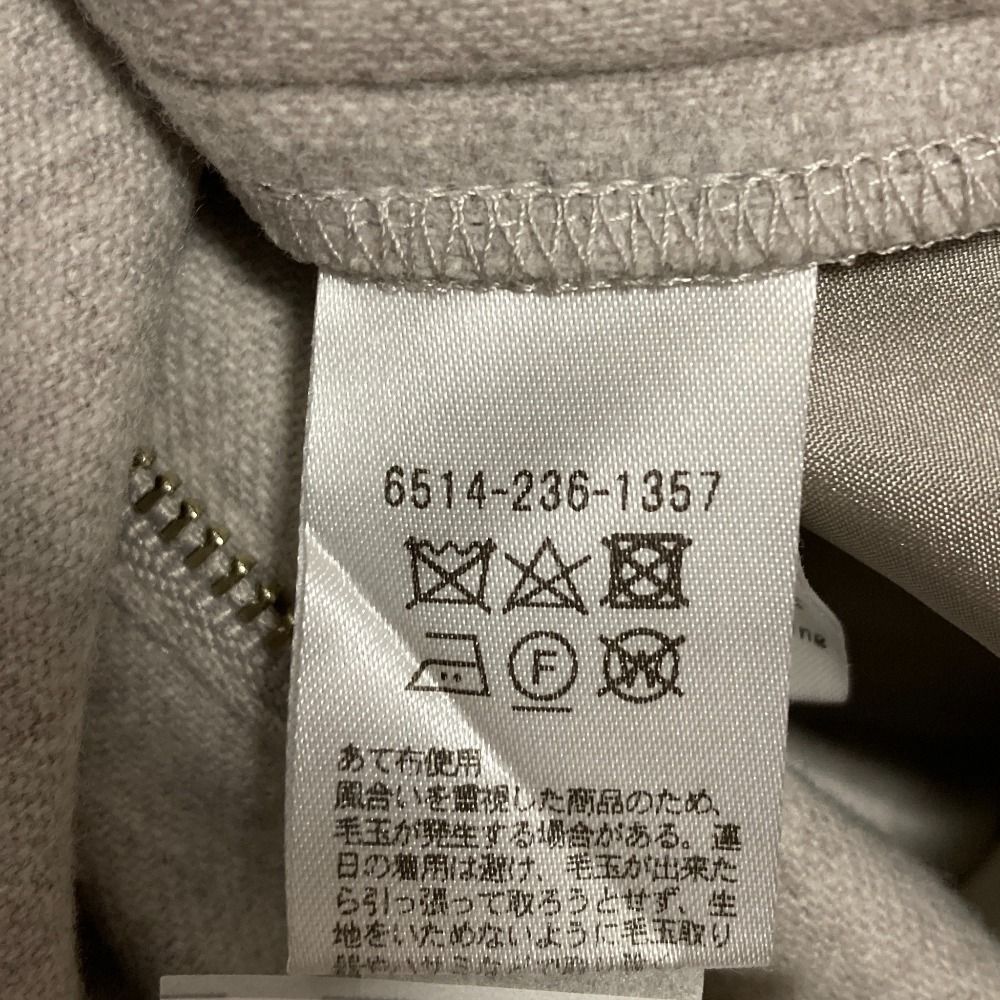 6514-236-1357
F
W
あて布使用
風合いを重視した商品のため、
毛玉が発生する場合がある。連
日の着用は避け、毛玉が出来た
ら引っ張って取ろうとせず、生
地をいためないように毛玉取り